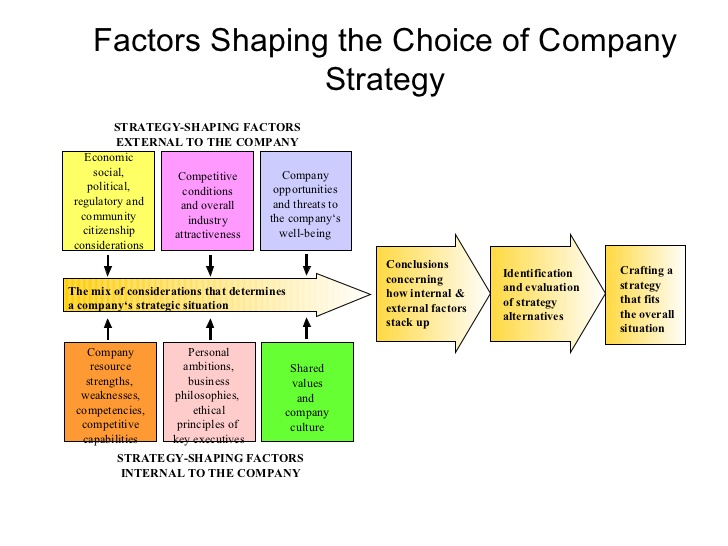 Factors Shaping the Choice of Company
Strategy
STRATEGY-SHAPING FACTORS
EXTERNAL TO THE COMPANY
Economic
social,
political,
regulatory and
community
citizenship
considerations
Competitive
conditions
and overall
industry
attractiveness
Company
opportunities
and threats to
the company‘s
well-being
The mix of considerations that determines
a company‘s strategic situation
Conclusions
concerning
how internal &
external factors
stack up
Identification
and evaluation
of strategy
alternatives
Crafting a
strategy
that fits
the overall
situation
Company
resource
strengths,
weaknesses,
competencies,
competitive
capabilities
Personal
ambitions,
business
philosophies,
ethical
principles of
key executives
Shared
values
and
company
culture
STRATEGY-SHAPING FACTORS
INTERNAL TO THE COMPANY